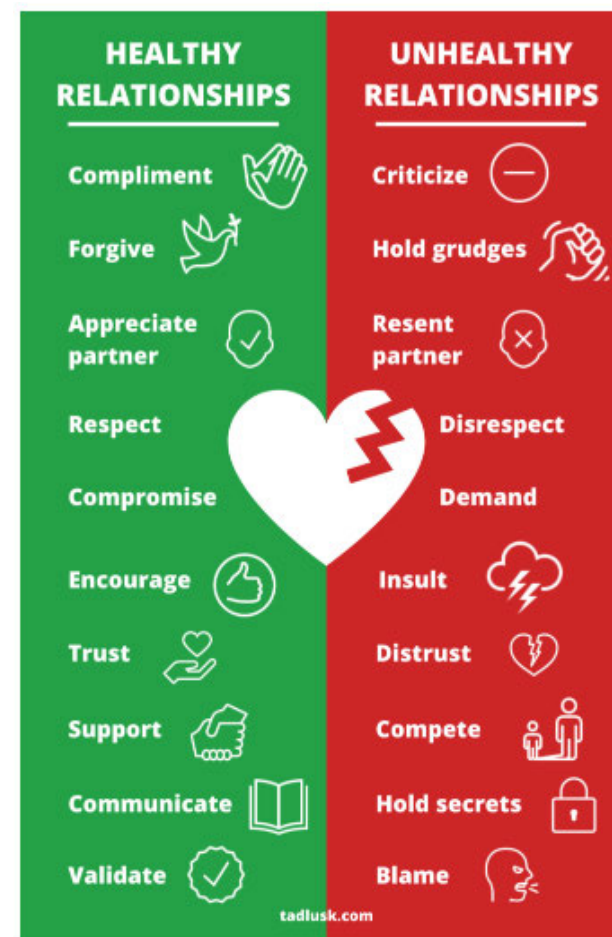 HEALTHY
RELATIONSHIPS
Compliment
Forgive
Appreciate
partner
Respect
Compromise
Encourage
Trust
Support
Communicate
Validate
UNHEALTHY
RELATIONSHIPS
Criticize
Hold grudges
Resent
partner
Disrespect
Demand
Insult
Distrust
Compete
Hold secrets
Blame
tadlusk.com